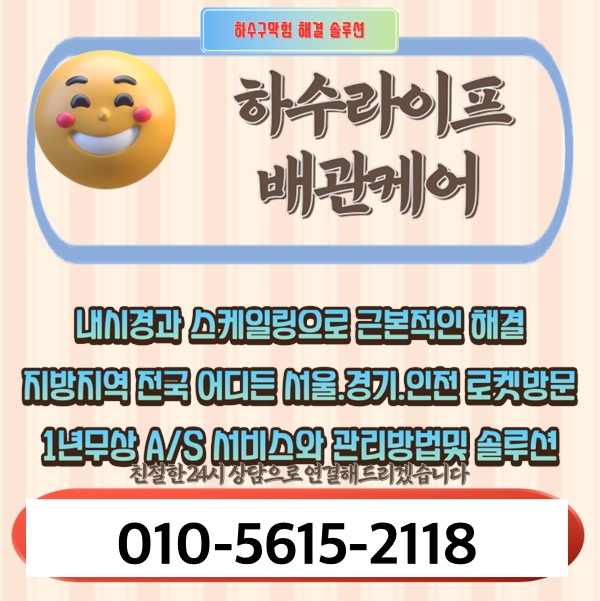 하수구막힘 해결 솔루션
하수라이프
배관케어
내시경과 스케일링으로 근본적인 해결
지방지역 전국 어디든 서울.경기.인천 로켓방문
1년무상 A/S 서비스와 관리방법및 솔루션
친절한24시 상담으로 연결해드리겠습니다
010-5615-2118